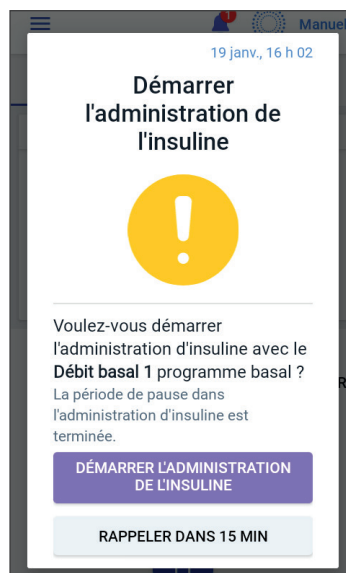 1
Manuel
19 janv., 16 h 02
Démarrer
l'administration de
l'insuline
Voulez-vous démarrer
l'administration d'insuline avec le
Débit basal 1 programme basal ?
La période de pause dans
l'administration d'insuline est
terminée.
DÉMARRER L'ADMINISTRATION
DE L'INSULINE
RAPPELER DANS 15 MIN